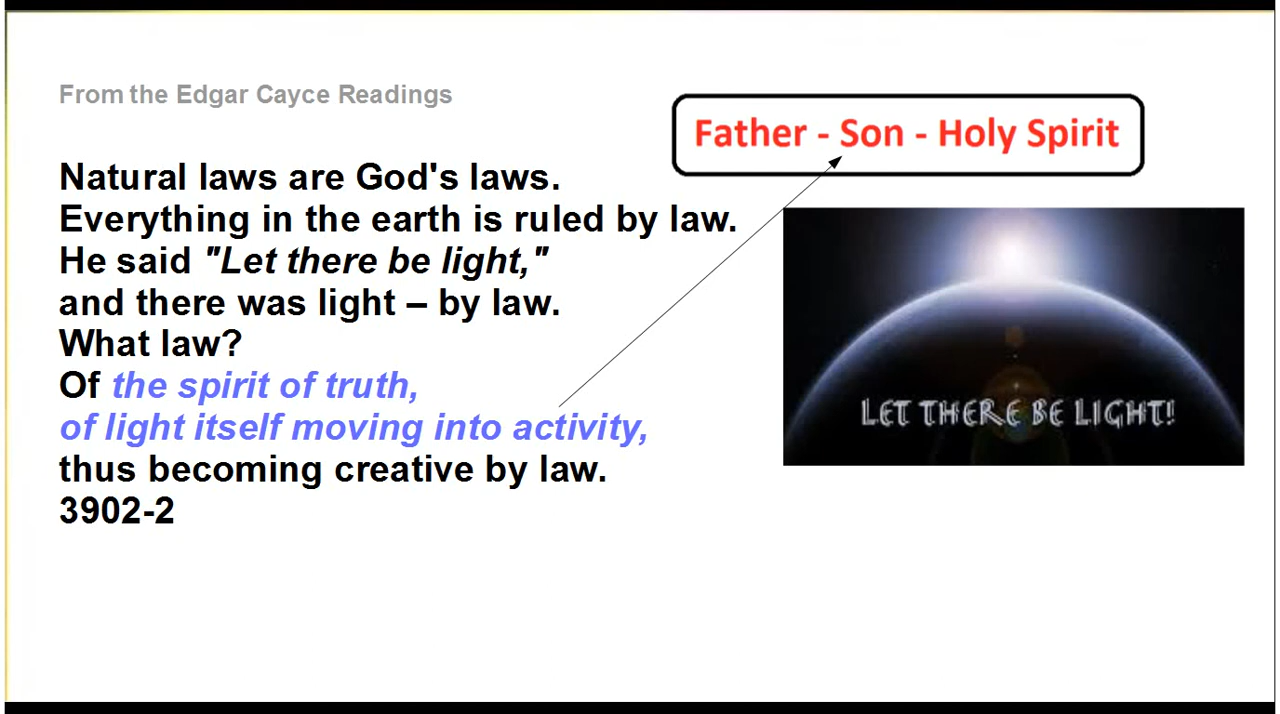 From the Edgar Cayce Readings
Father - Son - Holy Spirit
Natural laws are God's laws.
Everything in the earth is ruled by law.
He said "Let there be light,"
and there was light – by law.
What law?
Of the spirit of truth,
of light itself moving into activity,
thus becoming creative by law.
3902-2
LET THERE BE LIGHT!